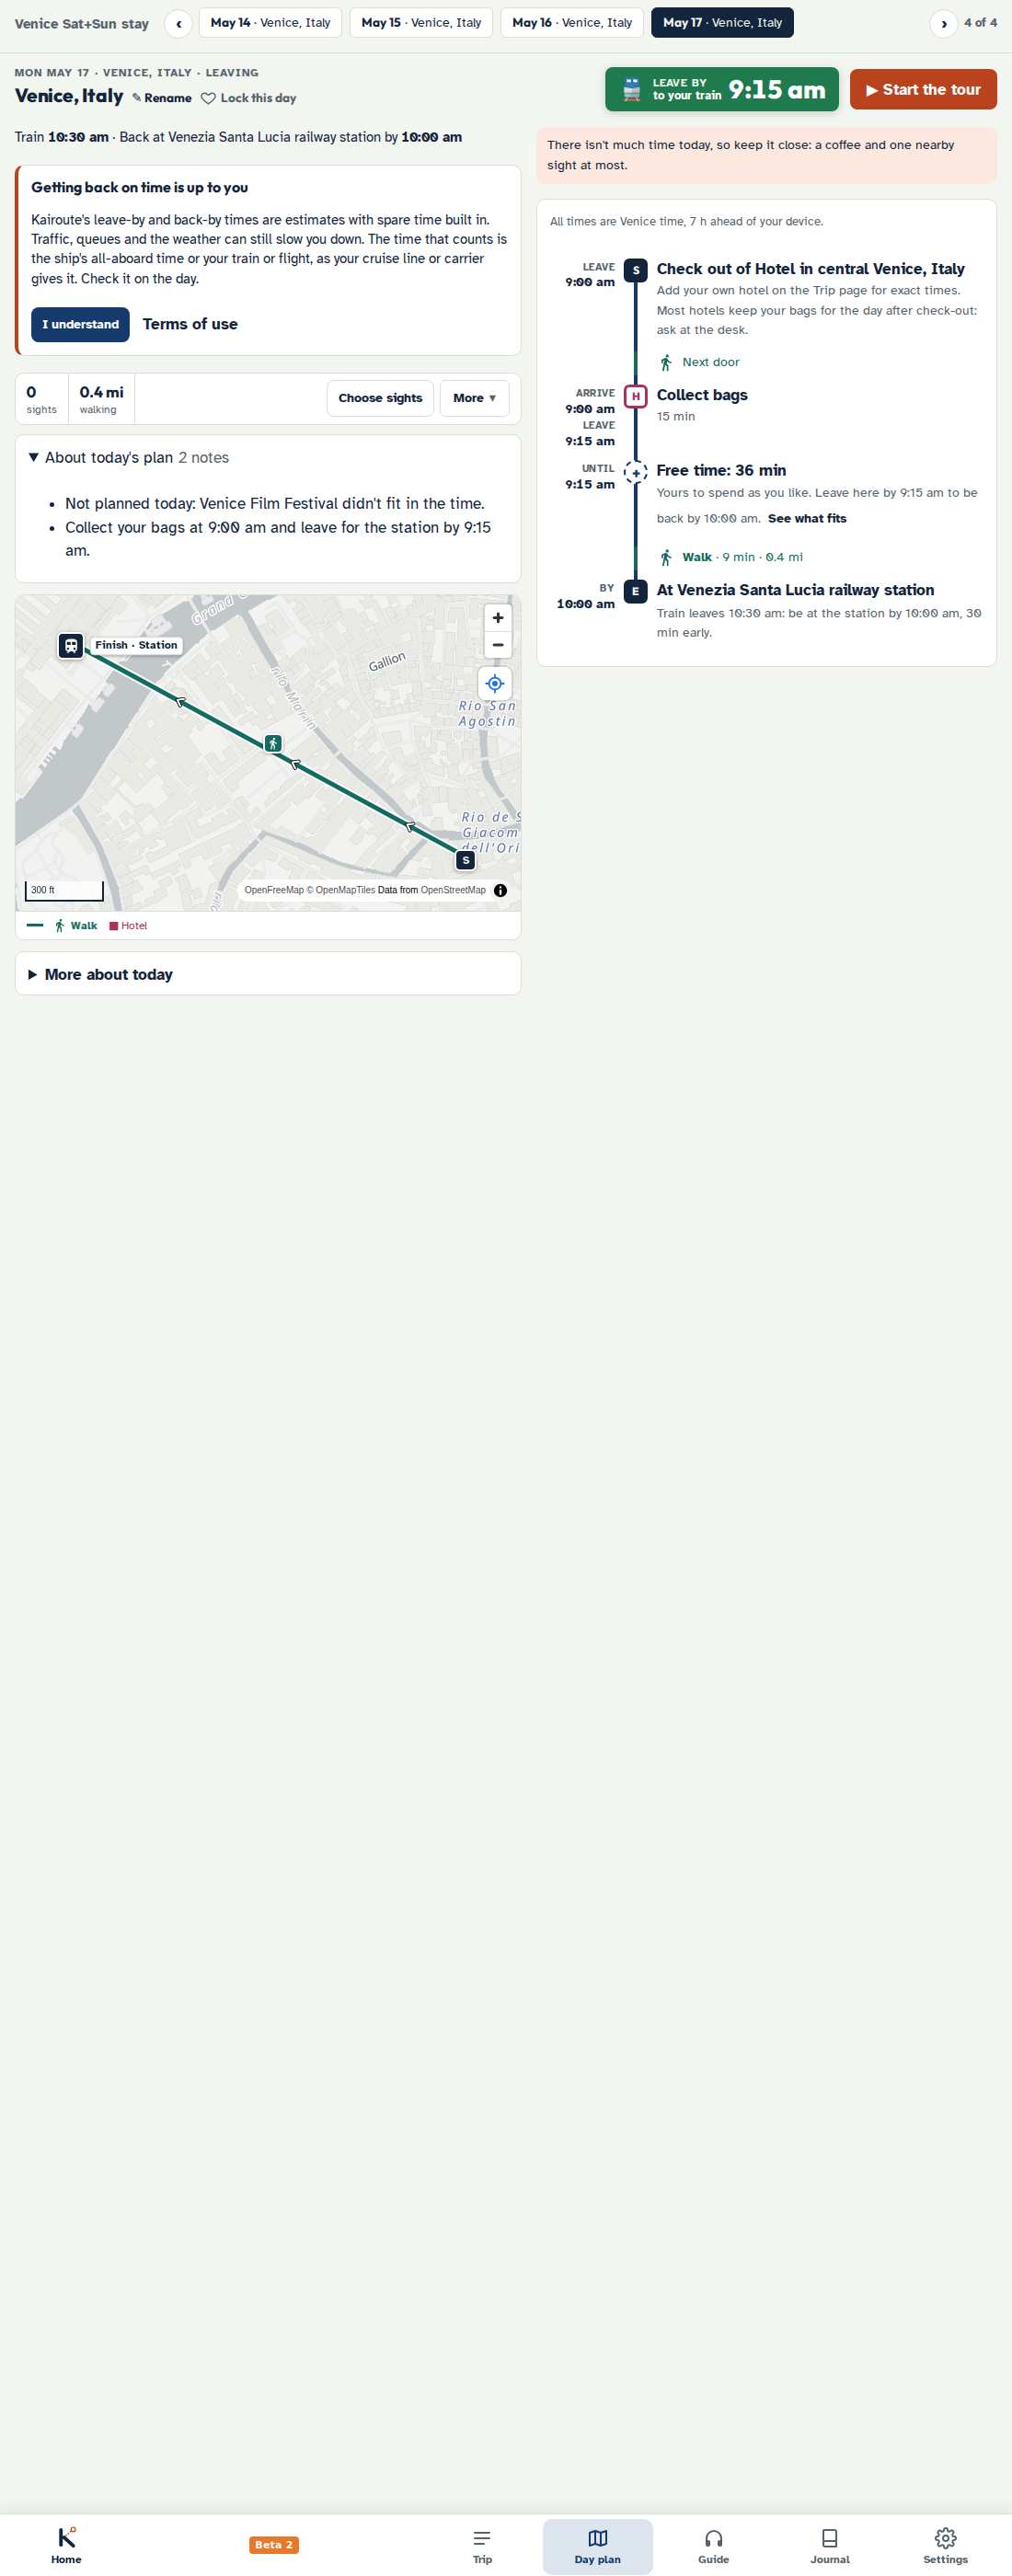 Venice Sat+Sun stay
‹
May 14 · Venice, Italy
May 15 · Venice, Italy
May 16 · Venice, Italy
May 17 · Venice, Italy
›
4 of 4
MON MAY 17 · VENICE, ITALY · LEAVING
Venice, Italy ✎ Rename ♡ Lock this day
LEAVE BY
to your train
9:15 am
▶ Start the tour
Train 10:30 am · Back at Venezia Santa Lucia railway station by 10:00 am
Getting back on time is up to you
Kairoute's leave-by and back-by times are estimates with spare time built in.
Traffic, queues and the weather can still slow you down. The time that counts is
the ship's all-aboard time or your train or flight, as your cruise line or carrier
gives it. Check it on the day.
I understand
Terms of use
0
sights
0.4 mi
walking
Choose sights
More ▼
▼ About today's plan 2 notes
• Not planned today: Venice Film Festival didn't fit in the time.
• Collect your bags at 9:00 am and leave for the station by 9:15
am.
Grand
Finish · Station
Gallion
Rio San
Agostin
Rio de S
Giacom
dell'Ori
S
+
−
300 ft
OpenFreeMap © OpenMapTiles Data from OpenStreetMap
Walk
Hotel
▶ More about today
There isn't much time today, so keep it close: a coffee and one nearby
sight at most.
All times are Venice time, 7 h ahead of your device.
LEAVE
9:00 am
S
Check out of Hotel in central Venice, Italy
Add your own hotel on the Trip page for exact times.
Most hotels keep your bags for the day after check-out:
ask at the desk.
Next door
ARRIVE
9:00 am
LEAVE
9:15 am
H
Collect bags
15 min
UNTIL
9:15 am
+
Free time: 36 min
Yours to spend as you like. Leave here by 9:15 am to be
back by 10:00 am. See what fits
Walk · 9 min · 0.4 mi
BY
10:00 am
E
At Venezia Santa Lucia railway station
Train leaves 10:30 am: be at the station by 10:00 am, 30
min early.
Home
Beta 2
Trip
Day plan
Guide
Journal
Settings